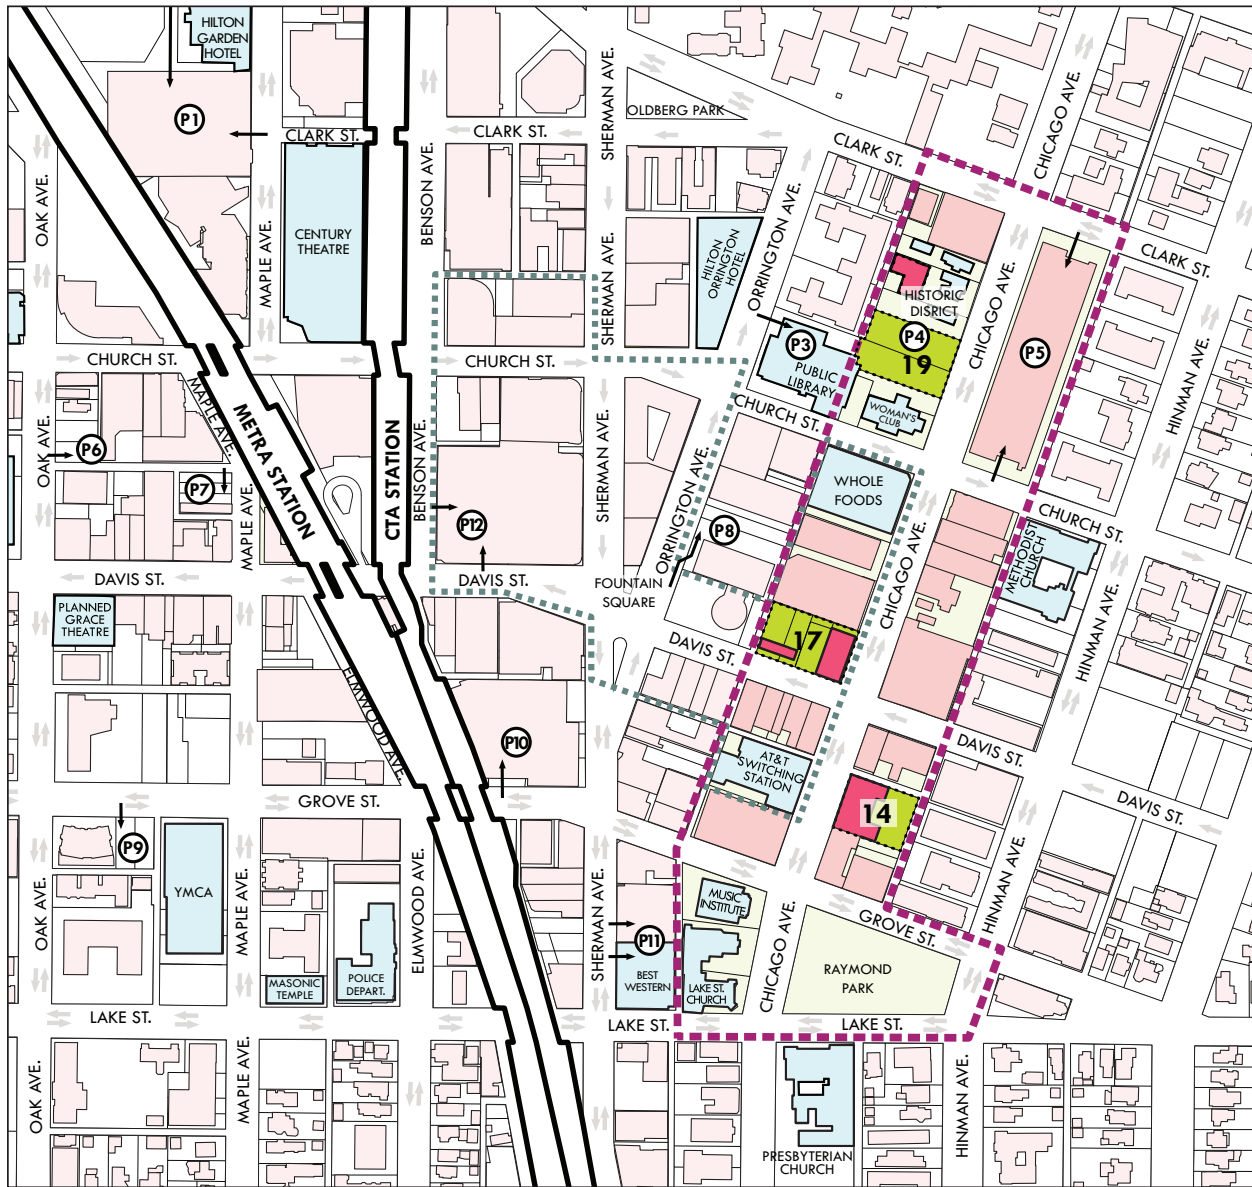 HILTON
GARDEN
HOTEL
P1
CLARK ST.
CLARK ST.
OAK AVE.
MAPLE AVE.
BENSON AVE.
SHERMAN AVE.
OLDBERG PARK
CHICAGO AVE.
CLARK ST.
CLARK ST.
CENTURY
THEATRE
HILTON
ORRINGTON
HOTEL
ORRINGTON AVE.
SHERMAN AVE.
HISTORIC
DISRICT
CHICAGO AVE.
HINMAN AVE.
P3
P4
19
P5
PUBLIC
LIBRARY
WOMAN'S
CLUB
CHURCH ST.
CHURCH ST.
CHURCH ST.
CHURCH ST.
OAK AVE.
P6
P7
MAPLE AVE.
MAPLE AVE.
METRA STATION
CTA STATION
BENSON AVE.
P12
SHERMAN AVE.
ORRINGTON AVE.
P8
WHOLE
FOODS
CHICAGO AVE.
METHODIST
CHURCH
HINMAN AVE.
DAVIS ST.
DAVIS ST.
FOUNTAIN
SQUARE
PLANNED
GRACE
THEATRE
DAVIS ST.
17
DAVIS ST.
DAVIS ST.
ELMWOOD AVE.
P10
AT&T
SWITCHING
STATION
14
GROVE ST.
P9
YMCA
OAK AVE.
MAPLE AVE.
ELMWOOD AVE.
SHERMAN AVE.
P11
BEST
WESTERN
MUSIC
INSTITUTE
LAKE ST.
CHURCH
CHICAGO AVE.
RAYMOND
PARK
GROVE ST.
HINMAN AVE.
MASONIC
TEMPLE
POLICE
DEPART.
LAKE ST.
LAKE ST.
LAKE ST.
OAK AVE.
MAPLE AVE.
PRESBYTERIAN
CHURCH
HINMAN AVE.